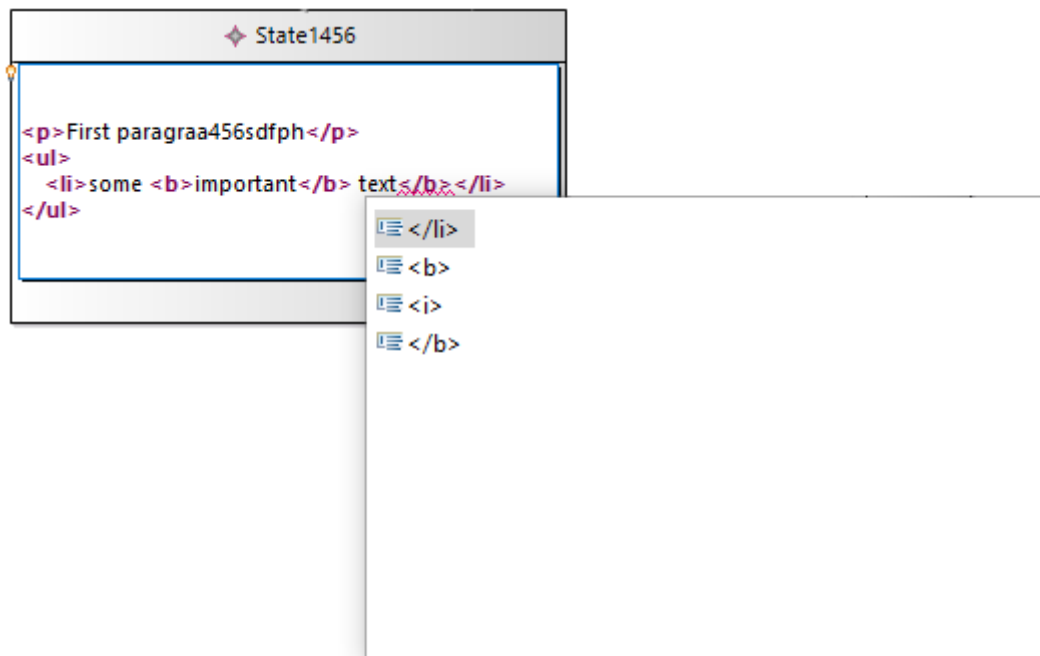 State1456
<p>First paragraa456sdfph</p>
<ul>
<li>some <b>important</b> text</b></li>
</ul>
</li>
<b>
<i>
</b>